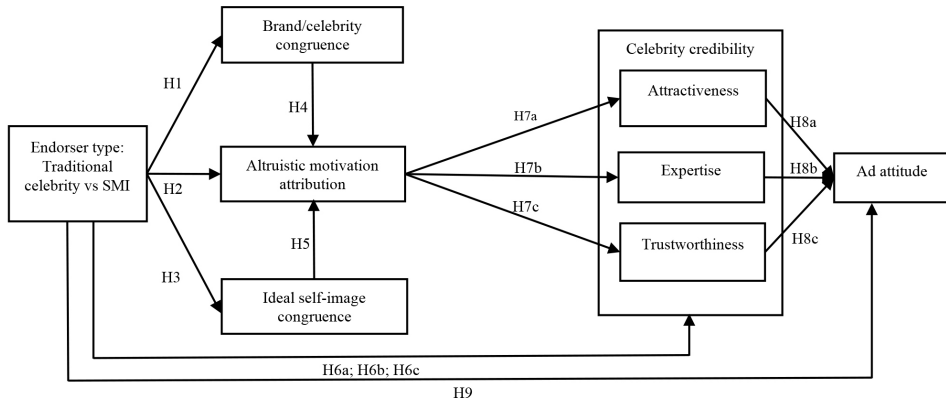 Brand/celebrity
congruence
Celebrity credibility
H1
Attractiveness
H4
H7a
H8a
Endorser type:
Traditional
celebrity vs SMI
H2
Altruistic motivation
attribution
H7b
Expertise
H8b
Ad attitude
H7c
H5
Trustworthiness
H8c
H3
Ideal self-image
congruence
H6a; H6b; H6c
H9